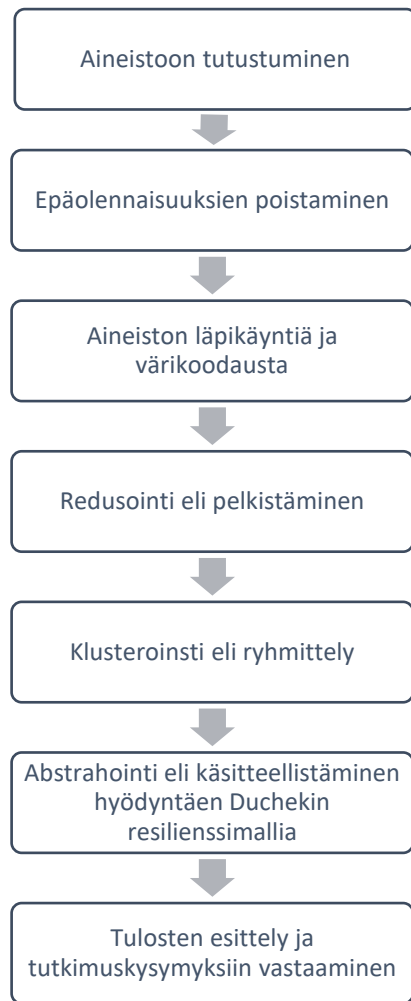 Aineistoon tutustuminen
Epäolennaisuuksien poistaminen
Aineiston läpikäyntiä ja
värikoodausta
Redusointi eli pelkistäminen
Klusteroinsti eli ryhmittely
Abstrahointi eli käsitteellistäminen
hyödyntäen Duchekin
resilienssimallia
Tulosten esittely ja
tutkimuskysymyksiin vastaaminen